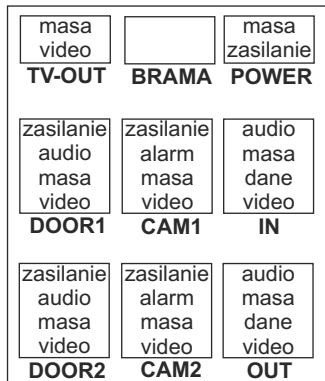 masa
video
TV-OUT
BRAMA
masa
zasilanie
POWER
zasilanie
audio
masa
video
DOOR1
zasilanie
alarm
masa
video
CAM1
audio
masa
dane
video
IN
zasilanie
audio
masa
video
DOOR2
zasilanie
alarm
masa
video
CAM2
audio
masa
dane
video
OUT